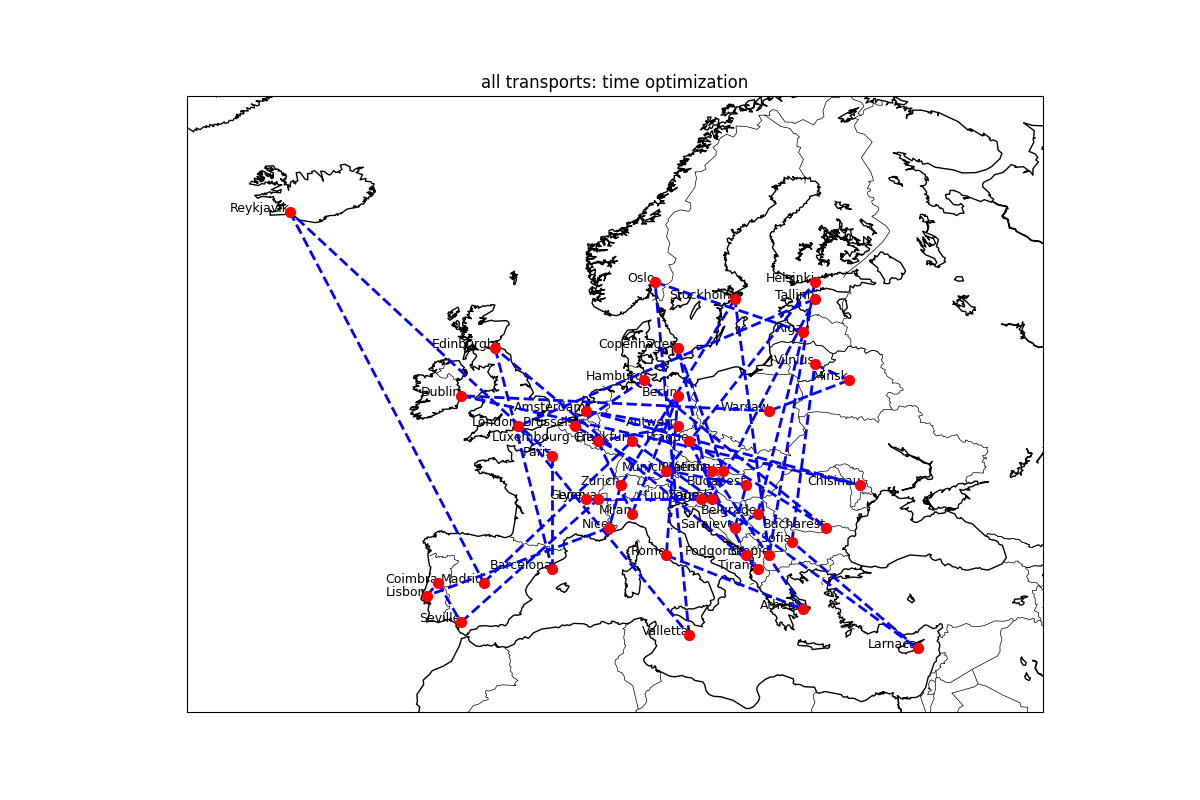 all transports: time optimization
Reykjavik
Oslo
Helsinki
Stockholm
Tallinn
Riga
Edinburgh
Copenhagen
Vilnius
Hamburg
Minsk
Dublin
Berlin
Amsterdam
Warsaw
London
Brussels
Antwerp
Luxembourg City
Frankfurt
Prague
Paris
Munich
Vienna
Zurich
Budapest
Chisinau
Geneva
Lyon
Ljubljana
Zagreb
Milan
Belgrade
Nice
Sarajevo
Bucharest
Sofia
Rome
Podgorica
Skopje
Barcelona
Tirana
Coimbra
Madrid
Lisbon
Athens
Seville
Valletta
Larnaca